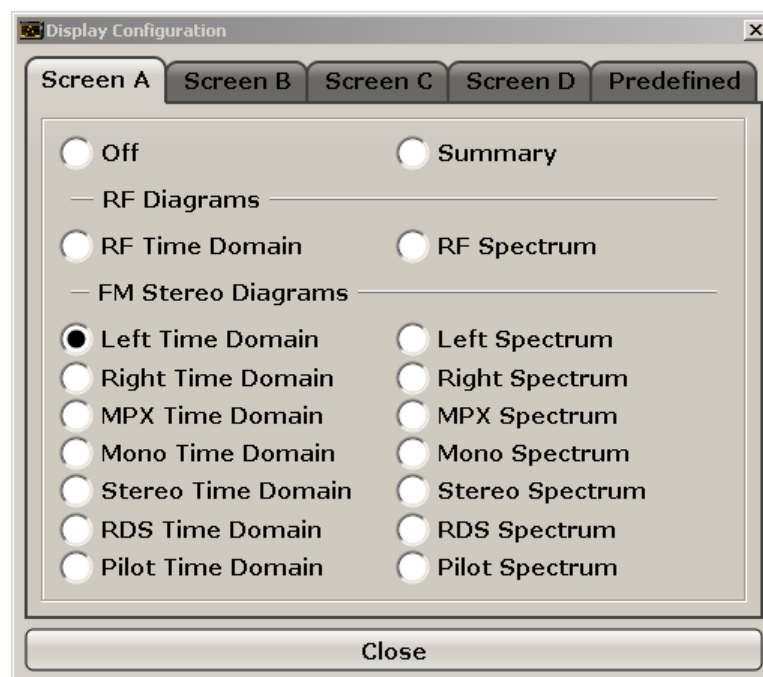 Display Configuration
Screen A Screen B Screen C Screen D Predefined
Off Summary
RF Diagrams
RF Time Domain RF Spectrum
FM Stereo Diagrams
Left Time Domain Left Spectrum
Right Time Domain Right Spectrum
MPX Time Domain MPX Spectrum
Mono Time Domain Mono Spectrum
Stereo Time Domain Stereo Spectrum
RDS Time Domain RDS Spectrum
Pilot Time Domain Pilot Spectrum
Close